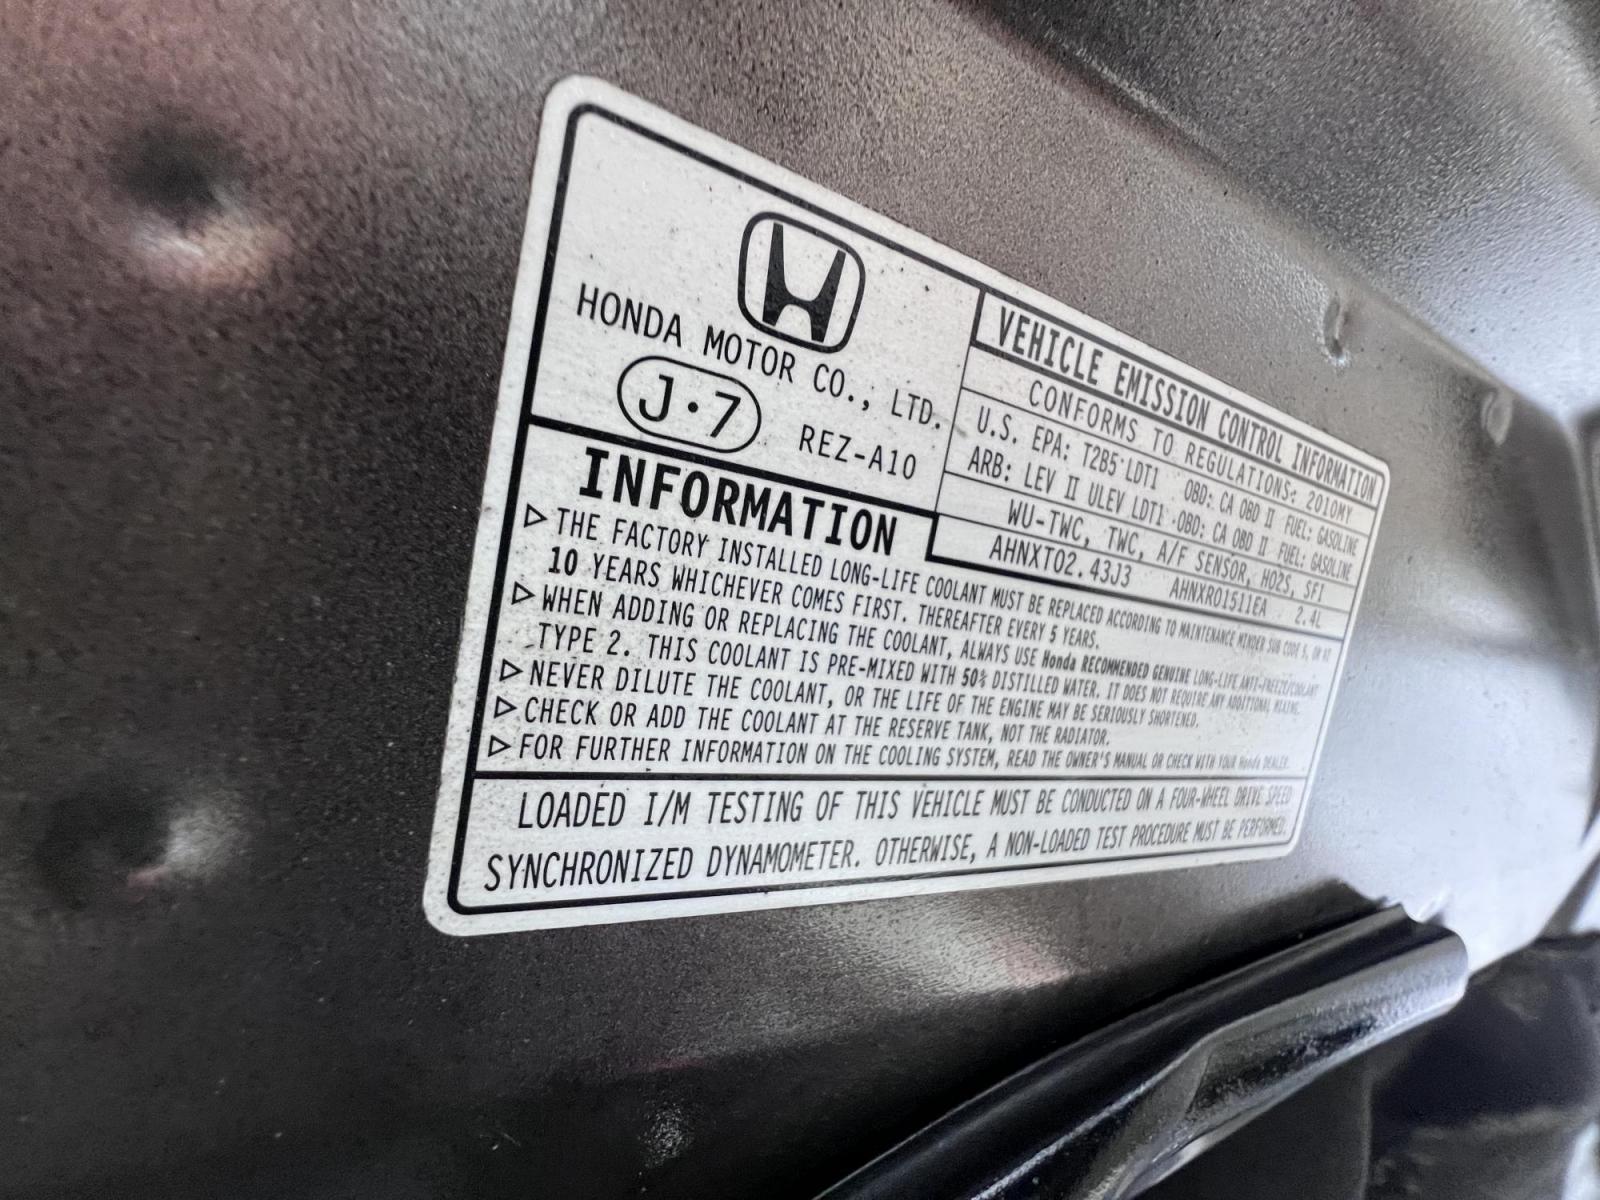 HONDA MOTOR CO., LTD.
J·7 REZ-A10
VEHICLE EMISSION CONTROL INFORMATION
CONFORMS TO REGULATIONS: 2010MY
U.S. EPA: T2B5 LDT1 OBD: CA OBD II FUEL: GASOLINE
ARB: LEV II ULEV LDT1 OBD: CA OBD II FUEL: GASOLINE
WU-TWC, TWC, A/F SENSOR, HO2S, SFI
AHNXT02.43J3 AHNXR01511EA 2.4L
INFORMATION
▷THE FACTORY INSTALLED LONG-LIFE COOLANT MUST BE REPLACED ACCORDING TO MAINTENANCE MINDER SUB CODE 5, OR AT
10 YEARS WHICHEVER COMES FIRST. THEREAFTER EVERY 5 YEARS.
▷WHEN ADDING OR REPLACING THE COOLANT, ALWAYS USE Honda RECOMMENDED GENUINE LONG-LIFE ANTI-FREEZE/COOLANT
TYPE 2. THIS COOLANT IS PRE-MIXED WITH 50% DISTILLED WATER. IT DOES NOT REQUIRE ANY ADDITIONAL MIXING.
▷NEVER DILUTE THE COOLANT, OR THE LIFE OF THE ENGINE MAY BE SERIOUSLY SHORTENED.
▷CHECK OR ADD THE COOLANT AT THE RESERVE TANK, NOT THE RADIATOR.
▷FOR FURTHER INFORMATION ON THE COOLING SYSTEM, READ THE OWNER'S MANUAL OR CHECK WITH YOUR Honda DEALER.
LOADED I/M TESTING OF THIS VEHICLE MUST BE CONDUCTED ON A FOUR-WHEEL DRIVE SPEED
SYNCHRONIZED DYNAMOMETER. OTHERWISE, A NON-LOADED TEST PROCEDURE MUST BE PERFORMED.